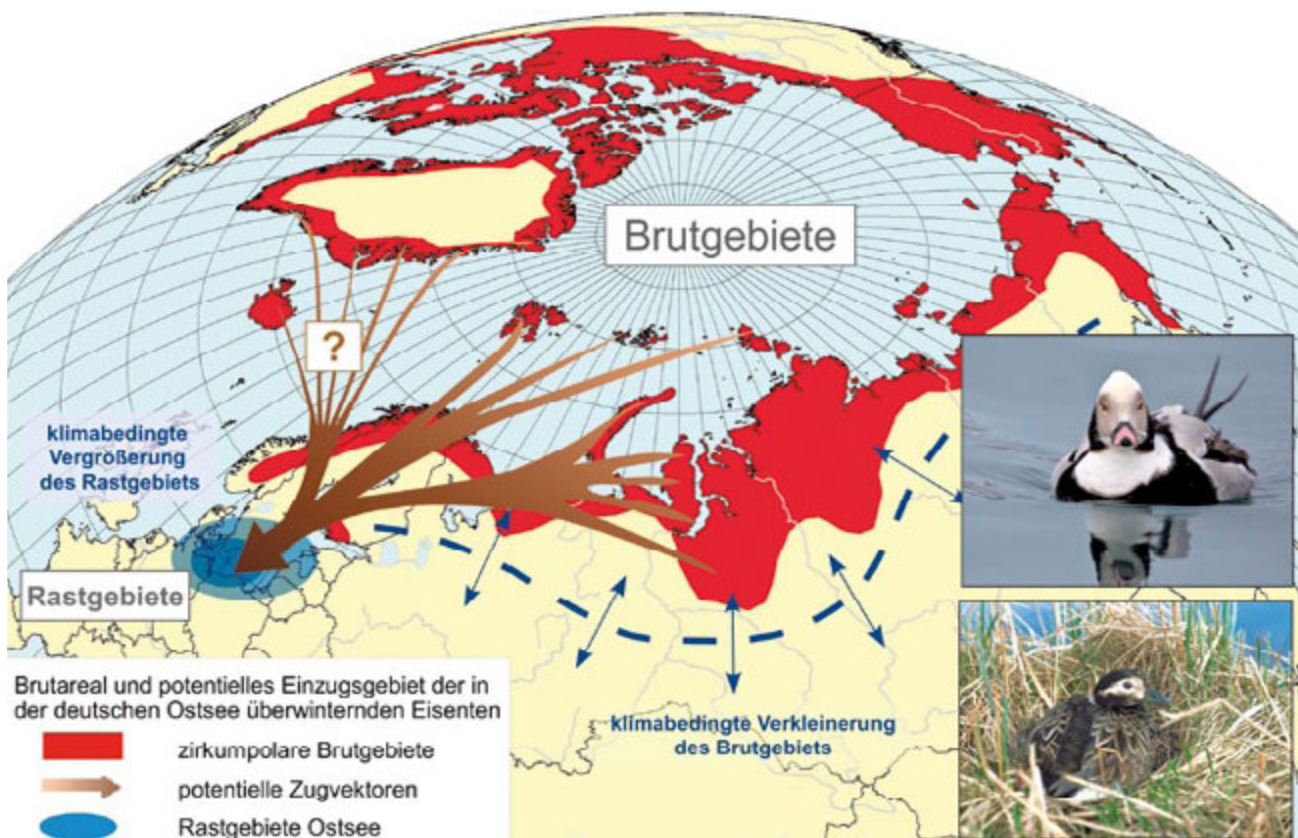 Brutgebiete
?
klimabedingte
Vergrößerung
des Rastgebiets
Rastgebiete
klimabedingte Verkleinerung
des Brutgebiets
Brutareal und potentielles Einzugsgebiet der in
der deutschen Ostsee überwinternden Eisenten
zirkumpolare Brutgebiete
potentielle Zugvektoren
Rastgebiete Ostsee